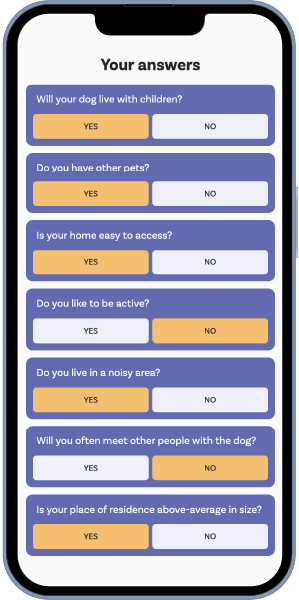 Your answers
Will your dog live with children?
YES NO
Do you have other pets?
YES NO
Is your home easy to access?
YES NO
Do you like to be active?
YES NO
Do you live in a noisy area?
YES NO
Will you often meet other people with the dog?
YES NO
Is your place of residence above-average in size?
YES NO